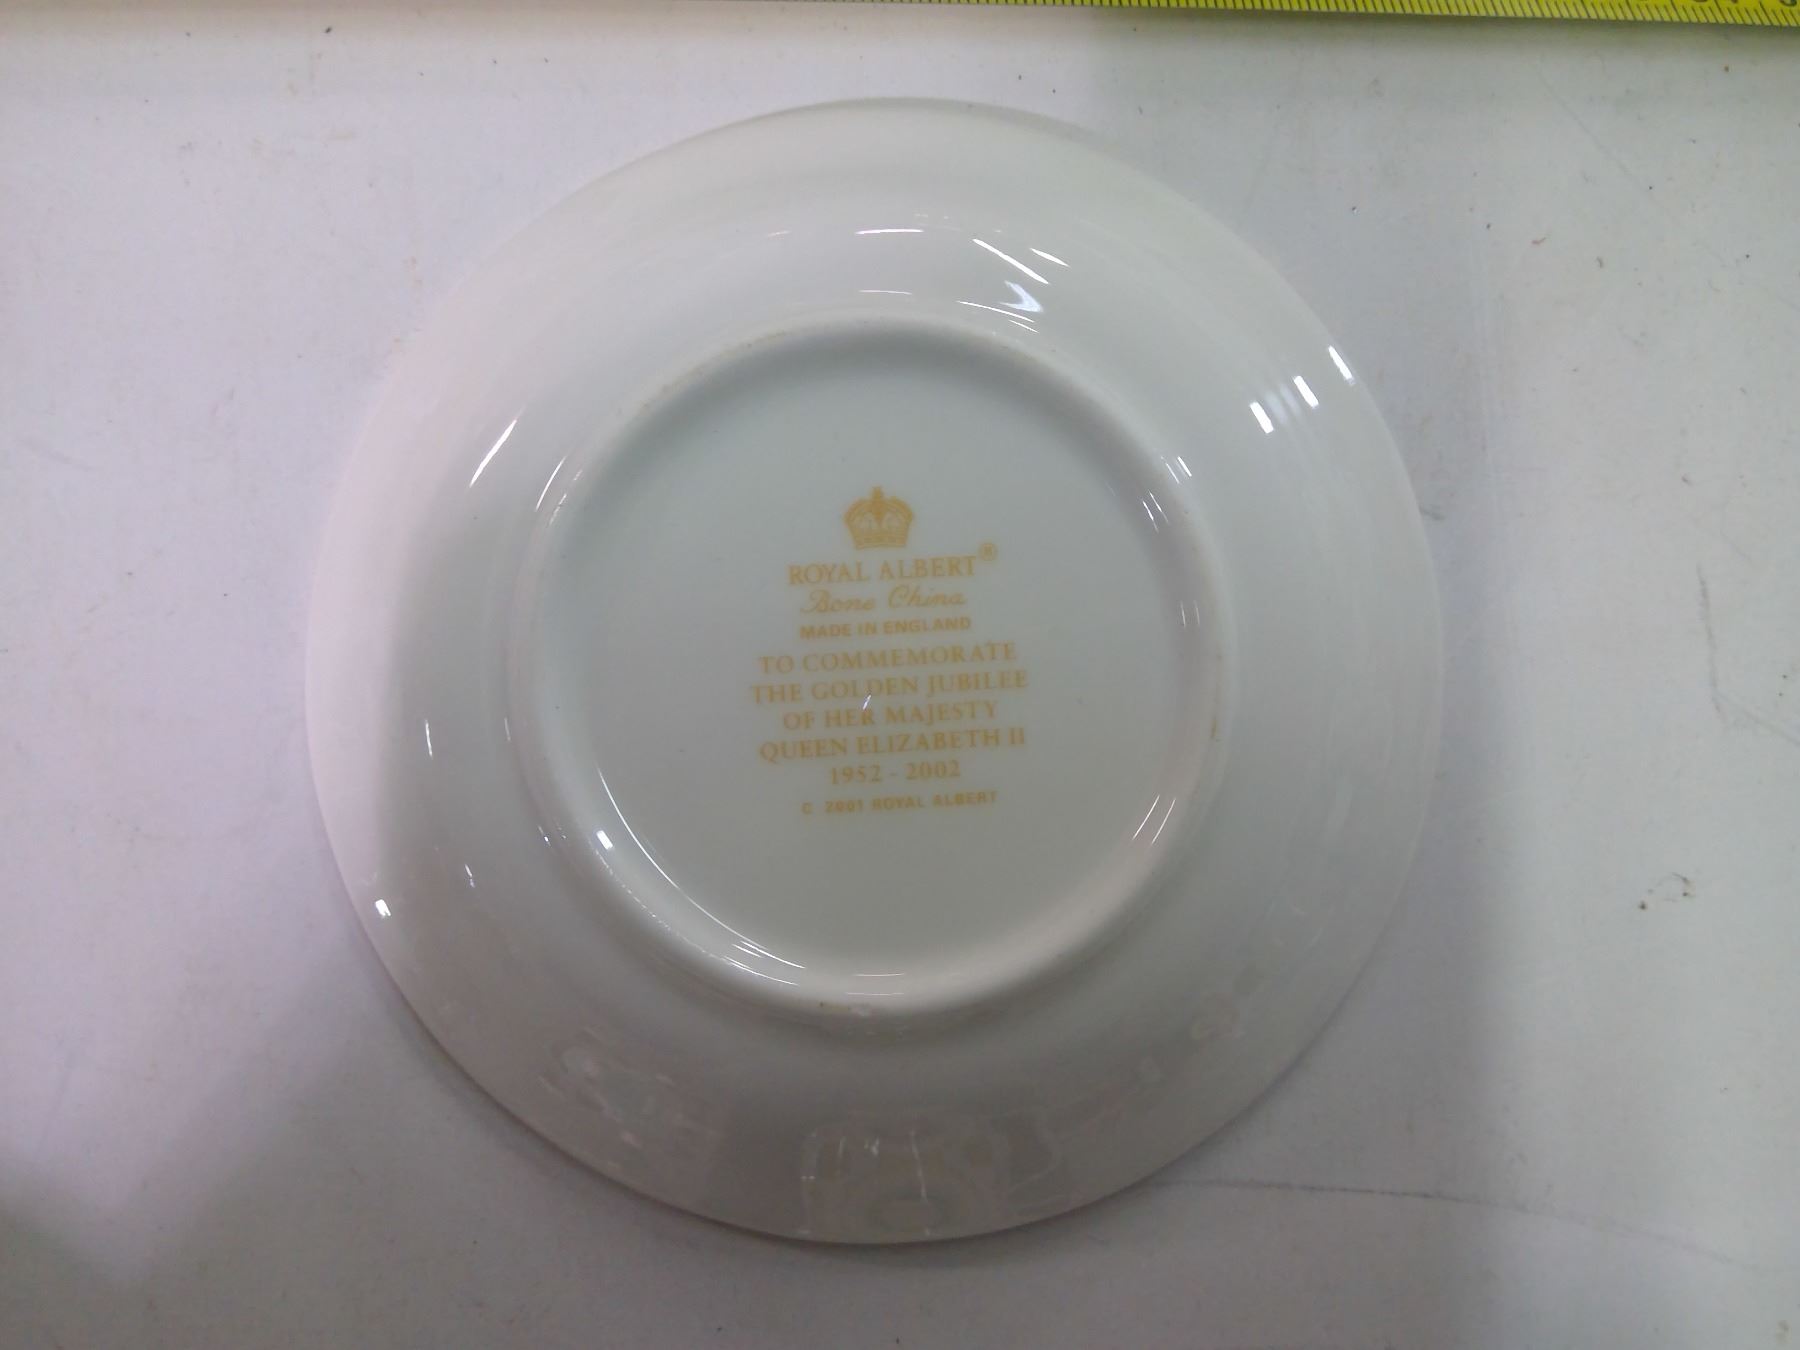 ROYAL ALBERT®
Bone China
MADE IN ENGLAND
TO COMMEMORATE
THE GOLDEN JUBILEE
OF HER MAJESTY
QUEEN ELIZABETH II
1952 - 2002
© 2001 ROYAL ALBERT